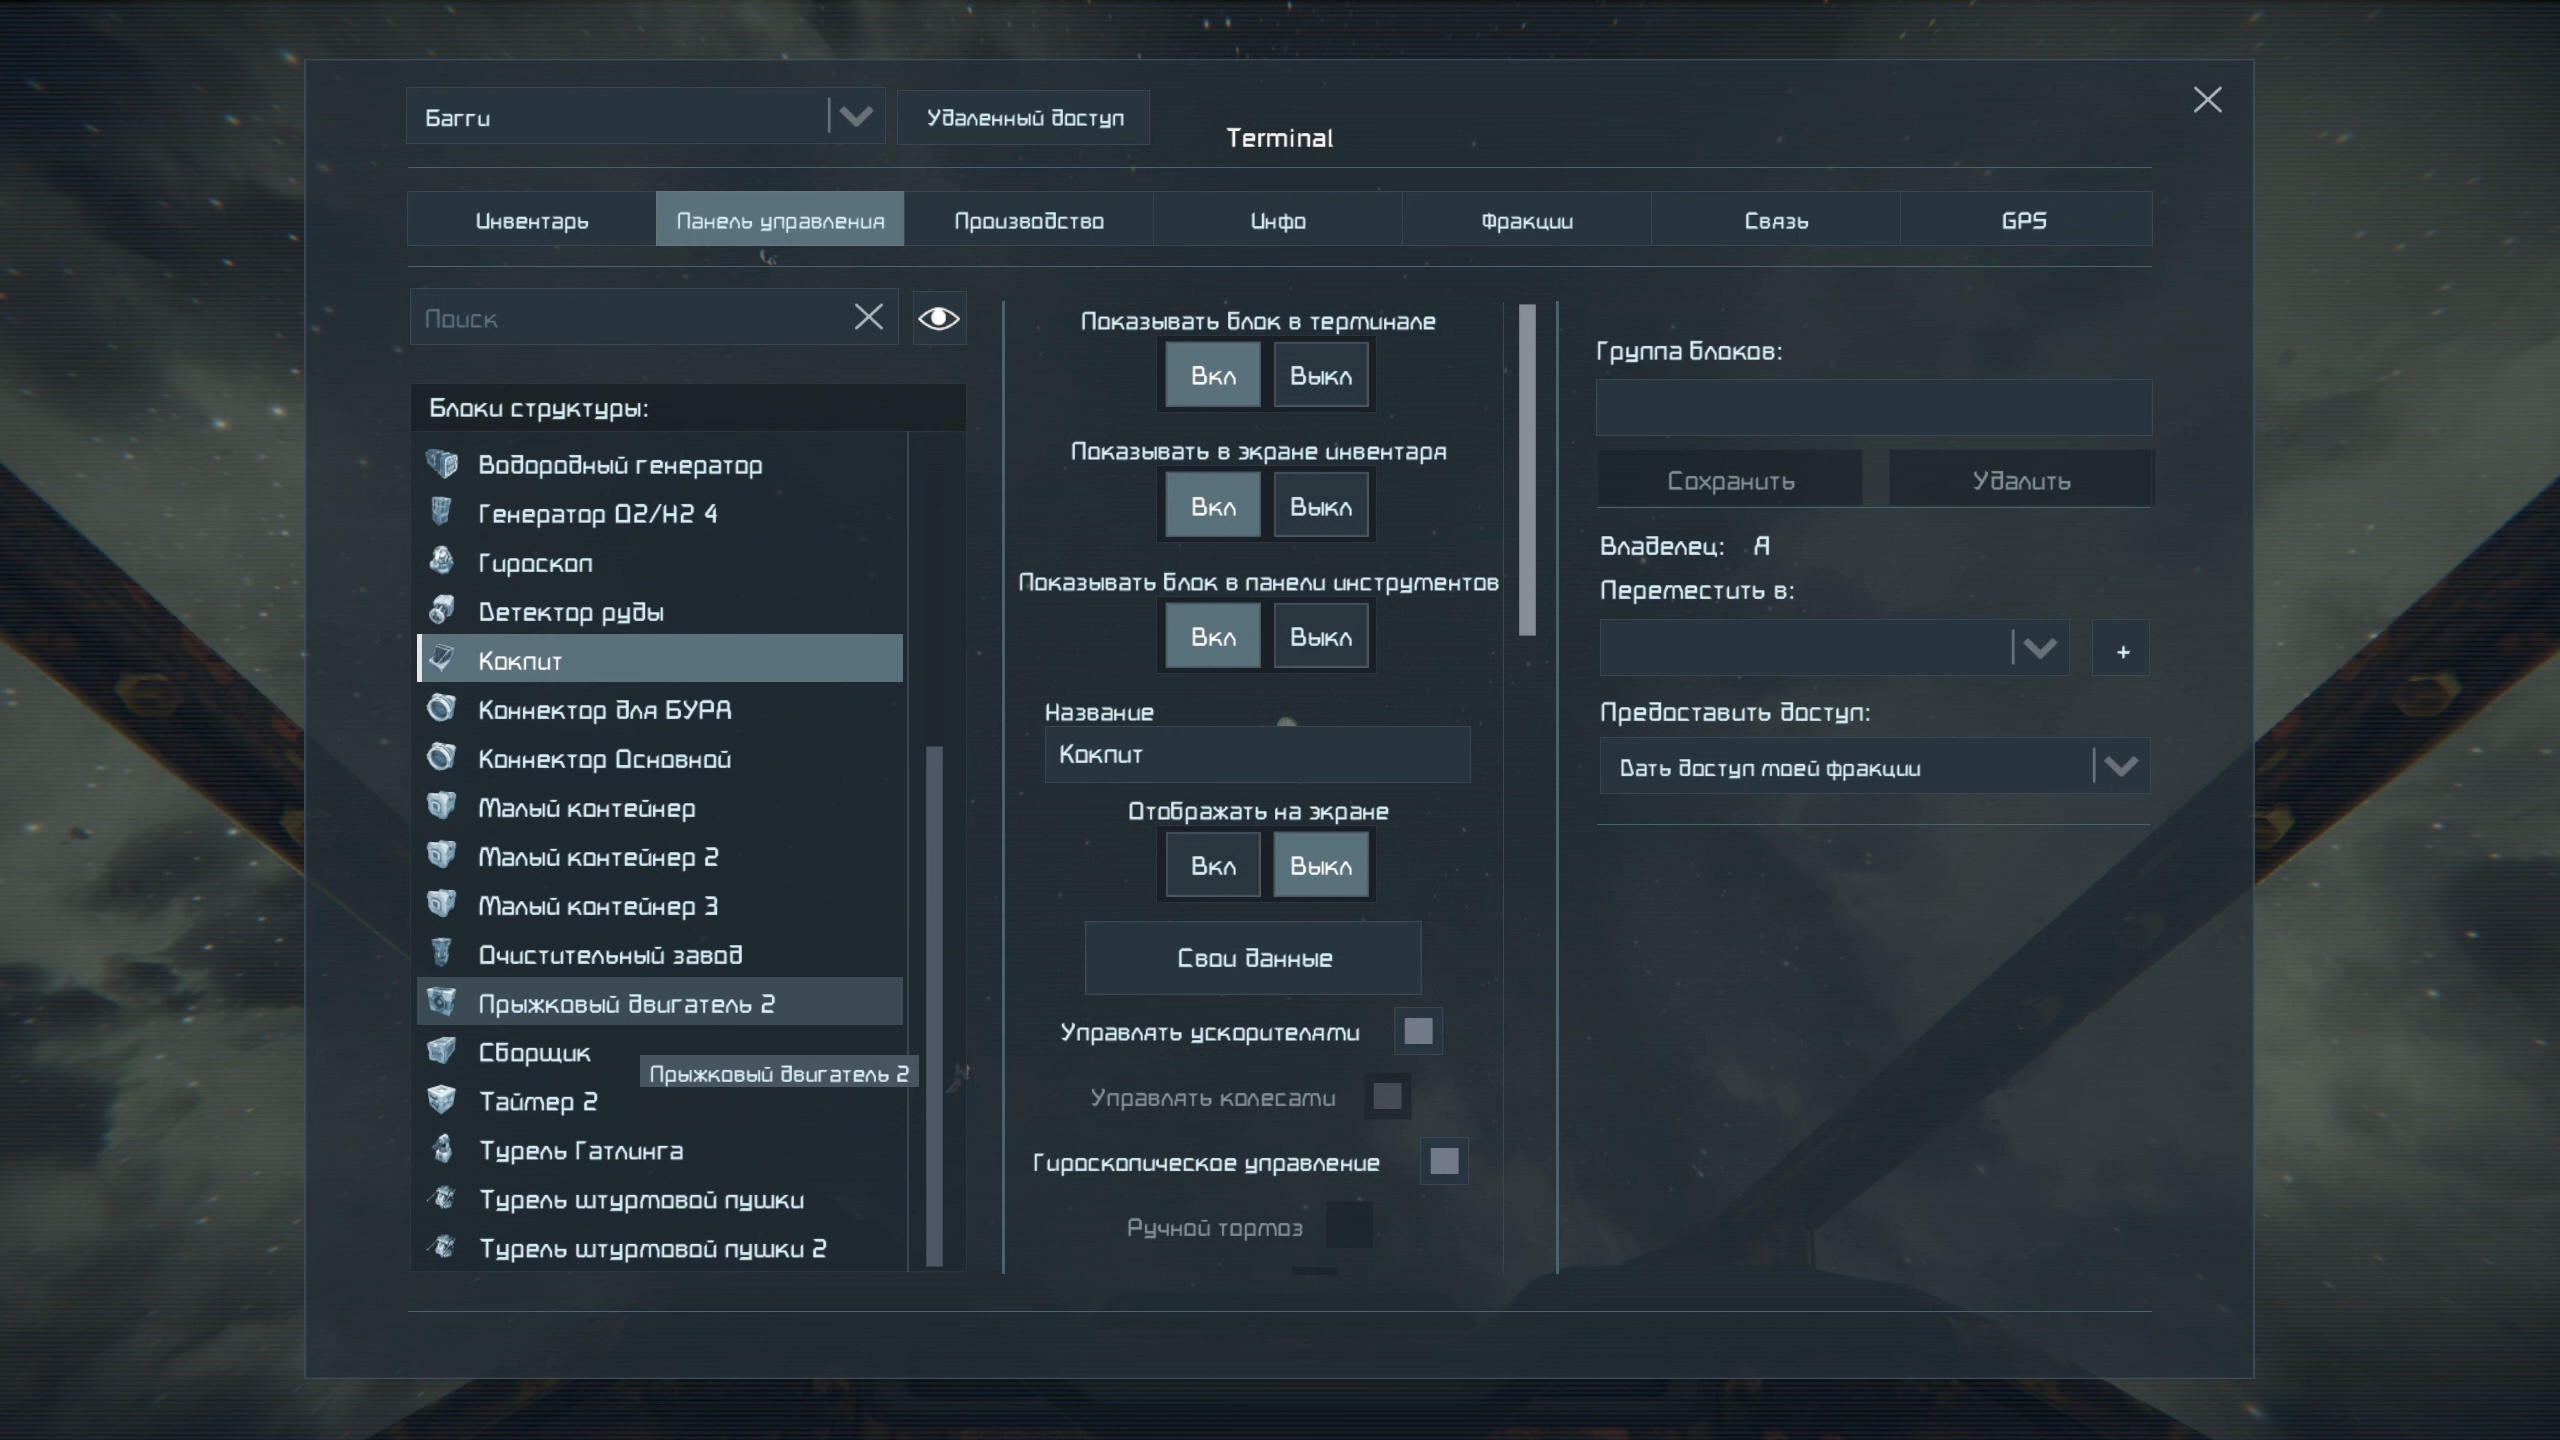 Багги
Удаленный доступ
Terminal
Инвентарь
Панель управления
Производство
Инфо
Фракции
Связь
GPS
Поиск
Блоки структуры:
Водородный генератор
Генератор O2/H2 4
Гироскоп
Детектор руды
Кокпит
Коннектор для БУРА
Коннектор Основной
Малый контейнер
Малый контейнер 2
Малый контейнер 3
Очистительный завод
Прыжковый двигатель 2
Сборщик
Прыжковый двигатель 2
Таймер 2
Турель Гатлинга
Турель штурмовой пушки
Турель штурмовой пушки 2
Показывать блок в терминале
Вкл Выкл
Показывать в экране инвентаря
Вкл Выкл
Показывать блок в панели инструментов
Вкл Выкл
Название
Кокпит
Отображать на экране
Вкл Выкл
Свои данные
Управлять ускорителями
Управлять колесами
Гироскопическое управление
Ручной тормоз
Группа блоков:
Сохранить Удалить
Владелец: А
Переместить в:
+
Предоставить доступ:
Дать доступ моей фракции